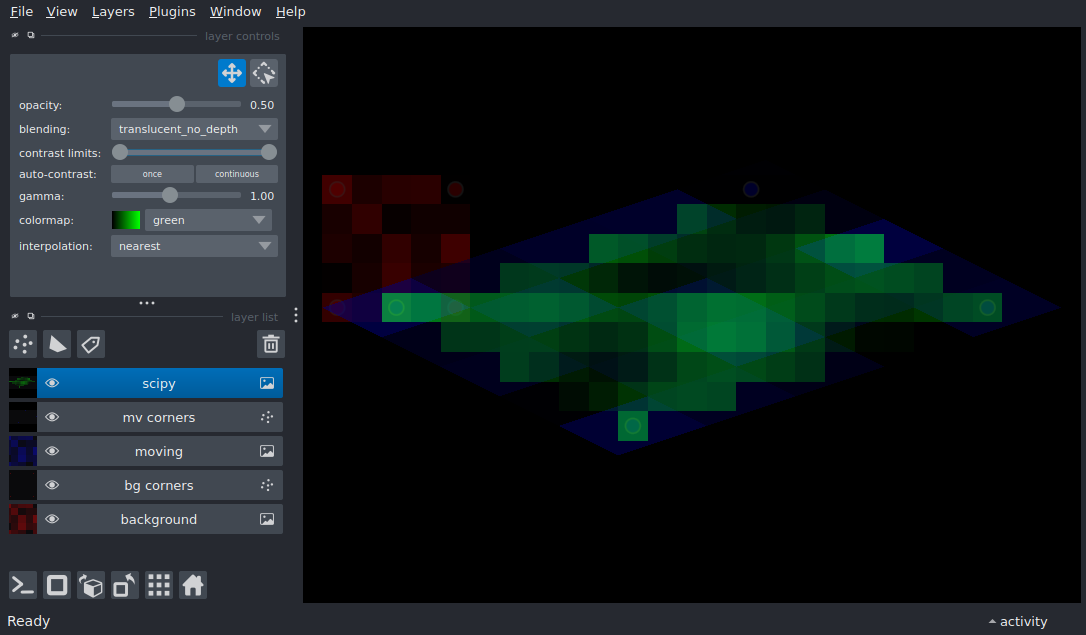 File View Layers Plugins Window Help
layer controls
opacity: 0.50
blending: translucent_no_depth
contrast limits:
auto-contrast: once continuous
gamma: 1.00
colormap: green
interpolation: nearest
layer list
scipy
mv corners
moving
bg corners
background
Ready
activity